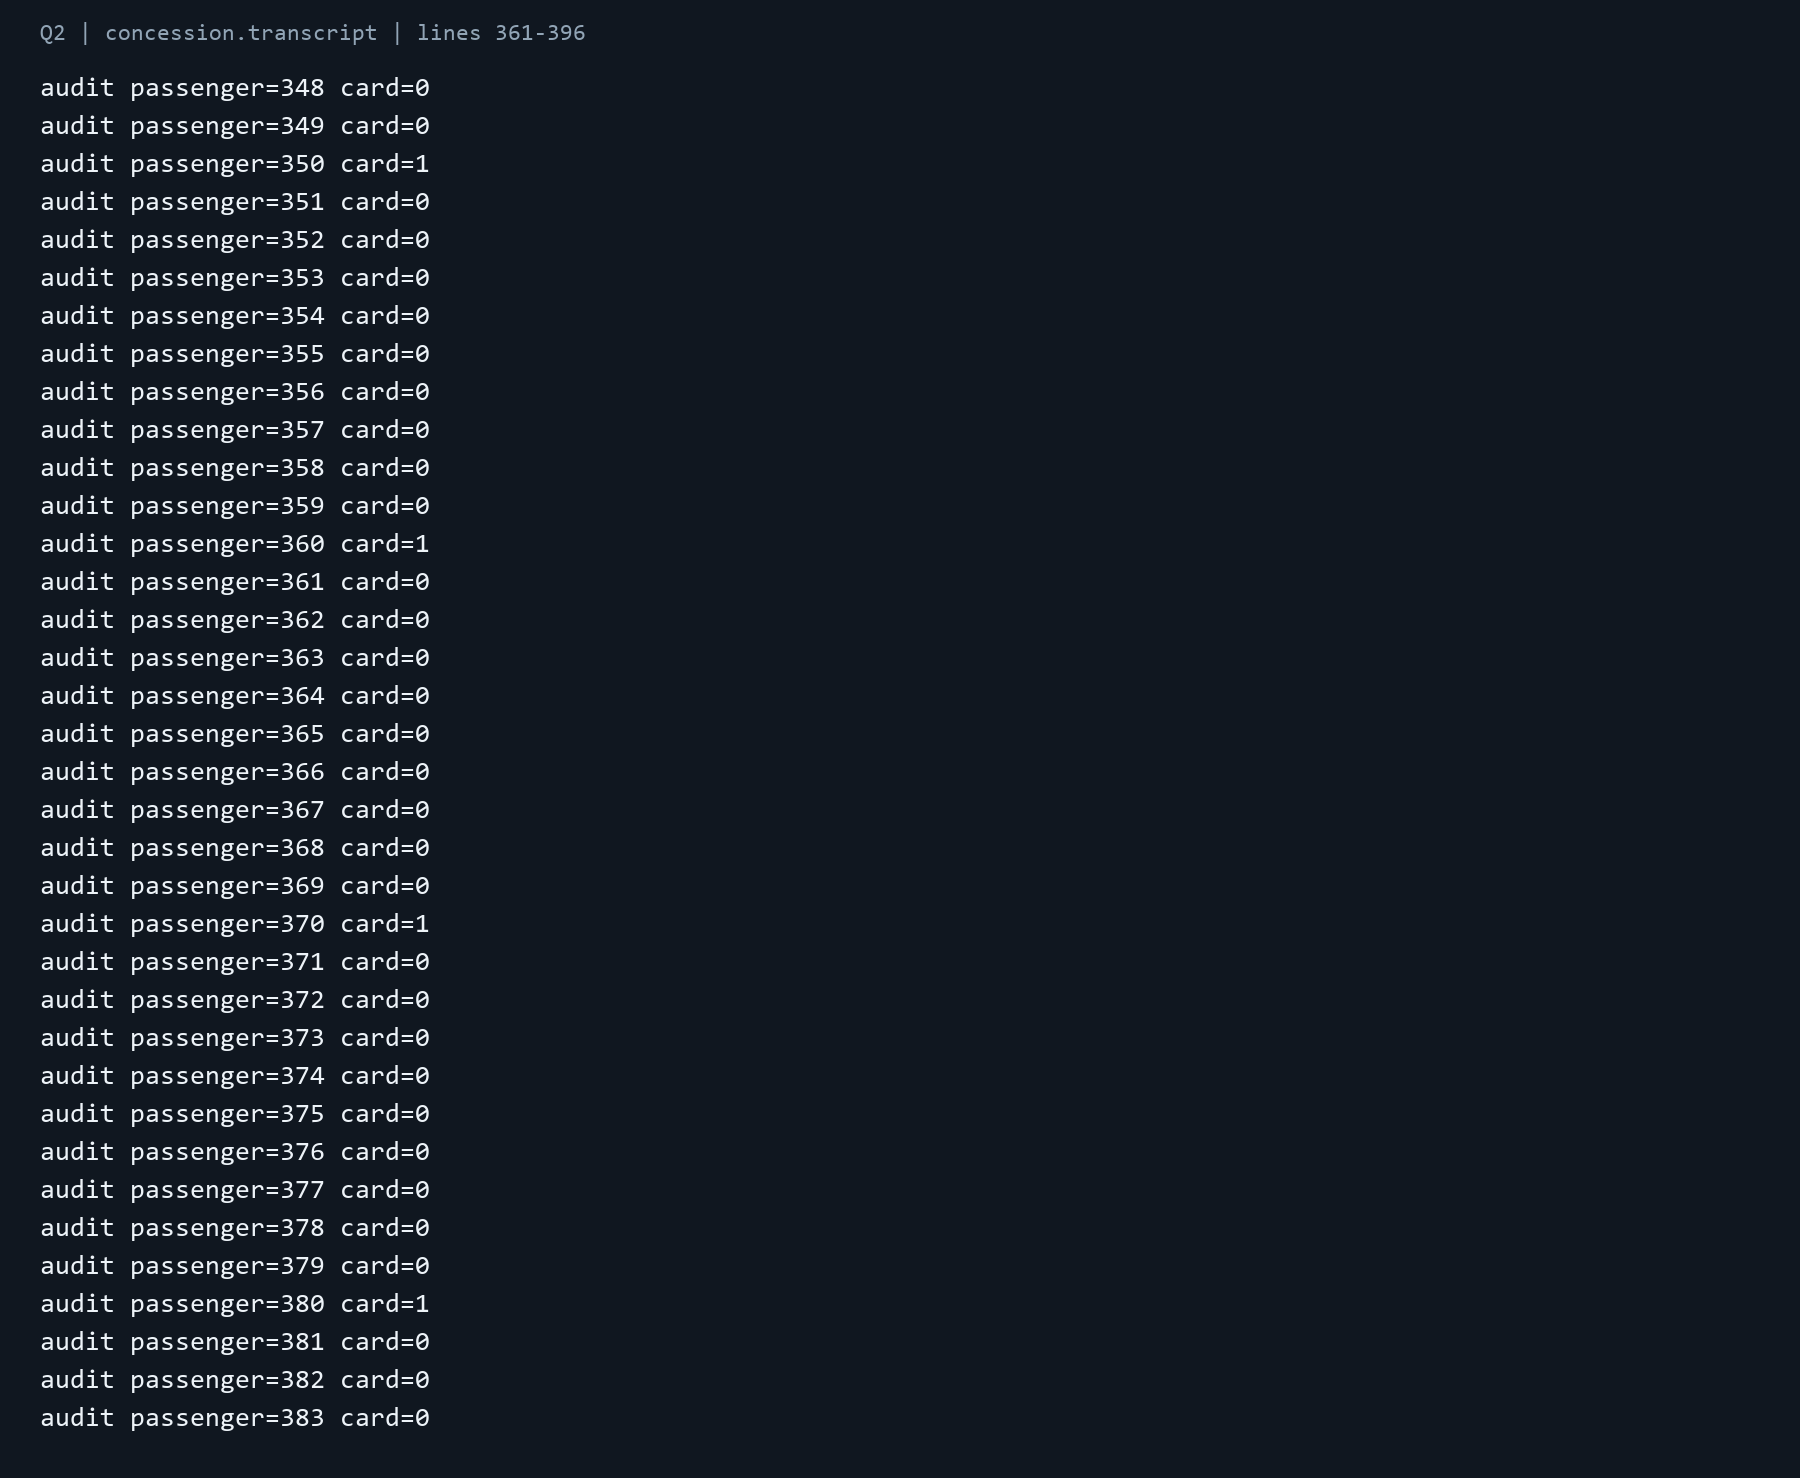 Q2 | concession.transcript | lines 361-396
audit passenger=348 card=0
audit passenger=349 card=0
audit passenger=350 card=1
audit passenger=351 card=0
audit passenger=352 card=0
audit passenger=353 card=0
audit passenger=354 card=0
audit passenger=355 card=0
audit passenger=356 card=0
audit passenger=357 card=0
audit passenger=358 card=0
audit passenger=359 card=0
audit passenger=360 card=1
audit passenger=361 card=0
audit passenger=362 card=0
audit passenger=363 card=0
audit passenger=364 card=0
audit passenger=365 card=0
audit passenger=366 card=0
audit passenger=367 card=0
audit passenger=368 card=0
audit passenger=369 card=0
audit passenger=370 card=1
audit passenger=371 card=0
audit passenger=372 card=0
audit passenger=373 card=0
audit passenger=374 card=0
audit passenger=375 card=0
audit passenger=376 card=0
audit passenger=377 card=0
audit passenger=378 card=0
audit passenger=379 card=0
audit passenger=380 card=1
audit passenger=381 card=0
audit passenger=382 card=0
audit passenger=383 card=0